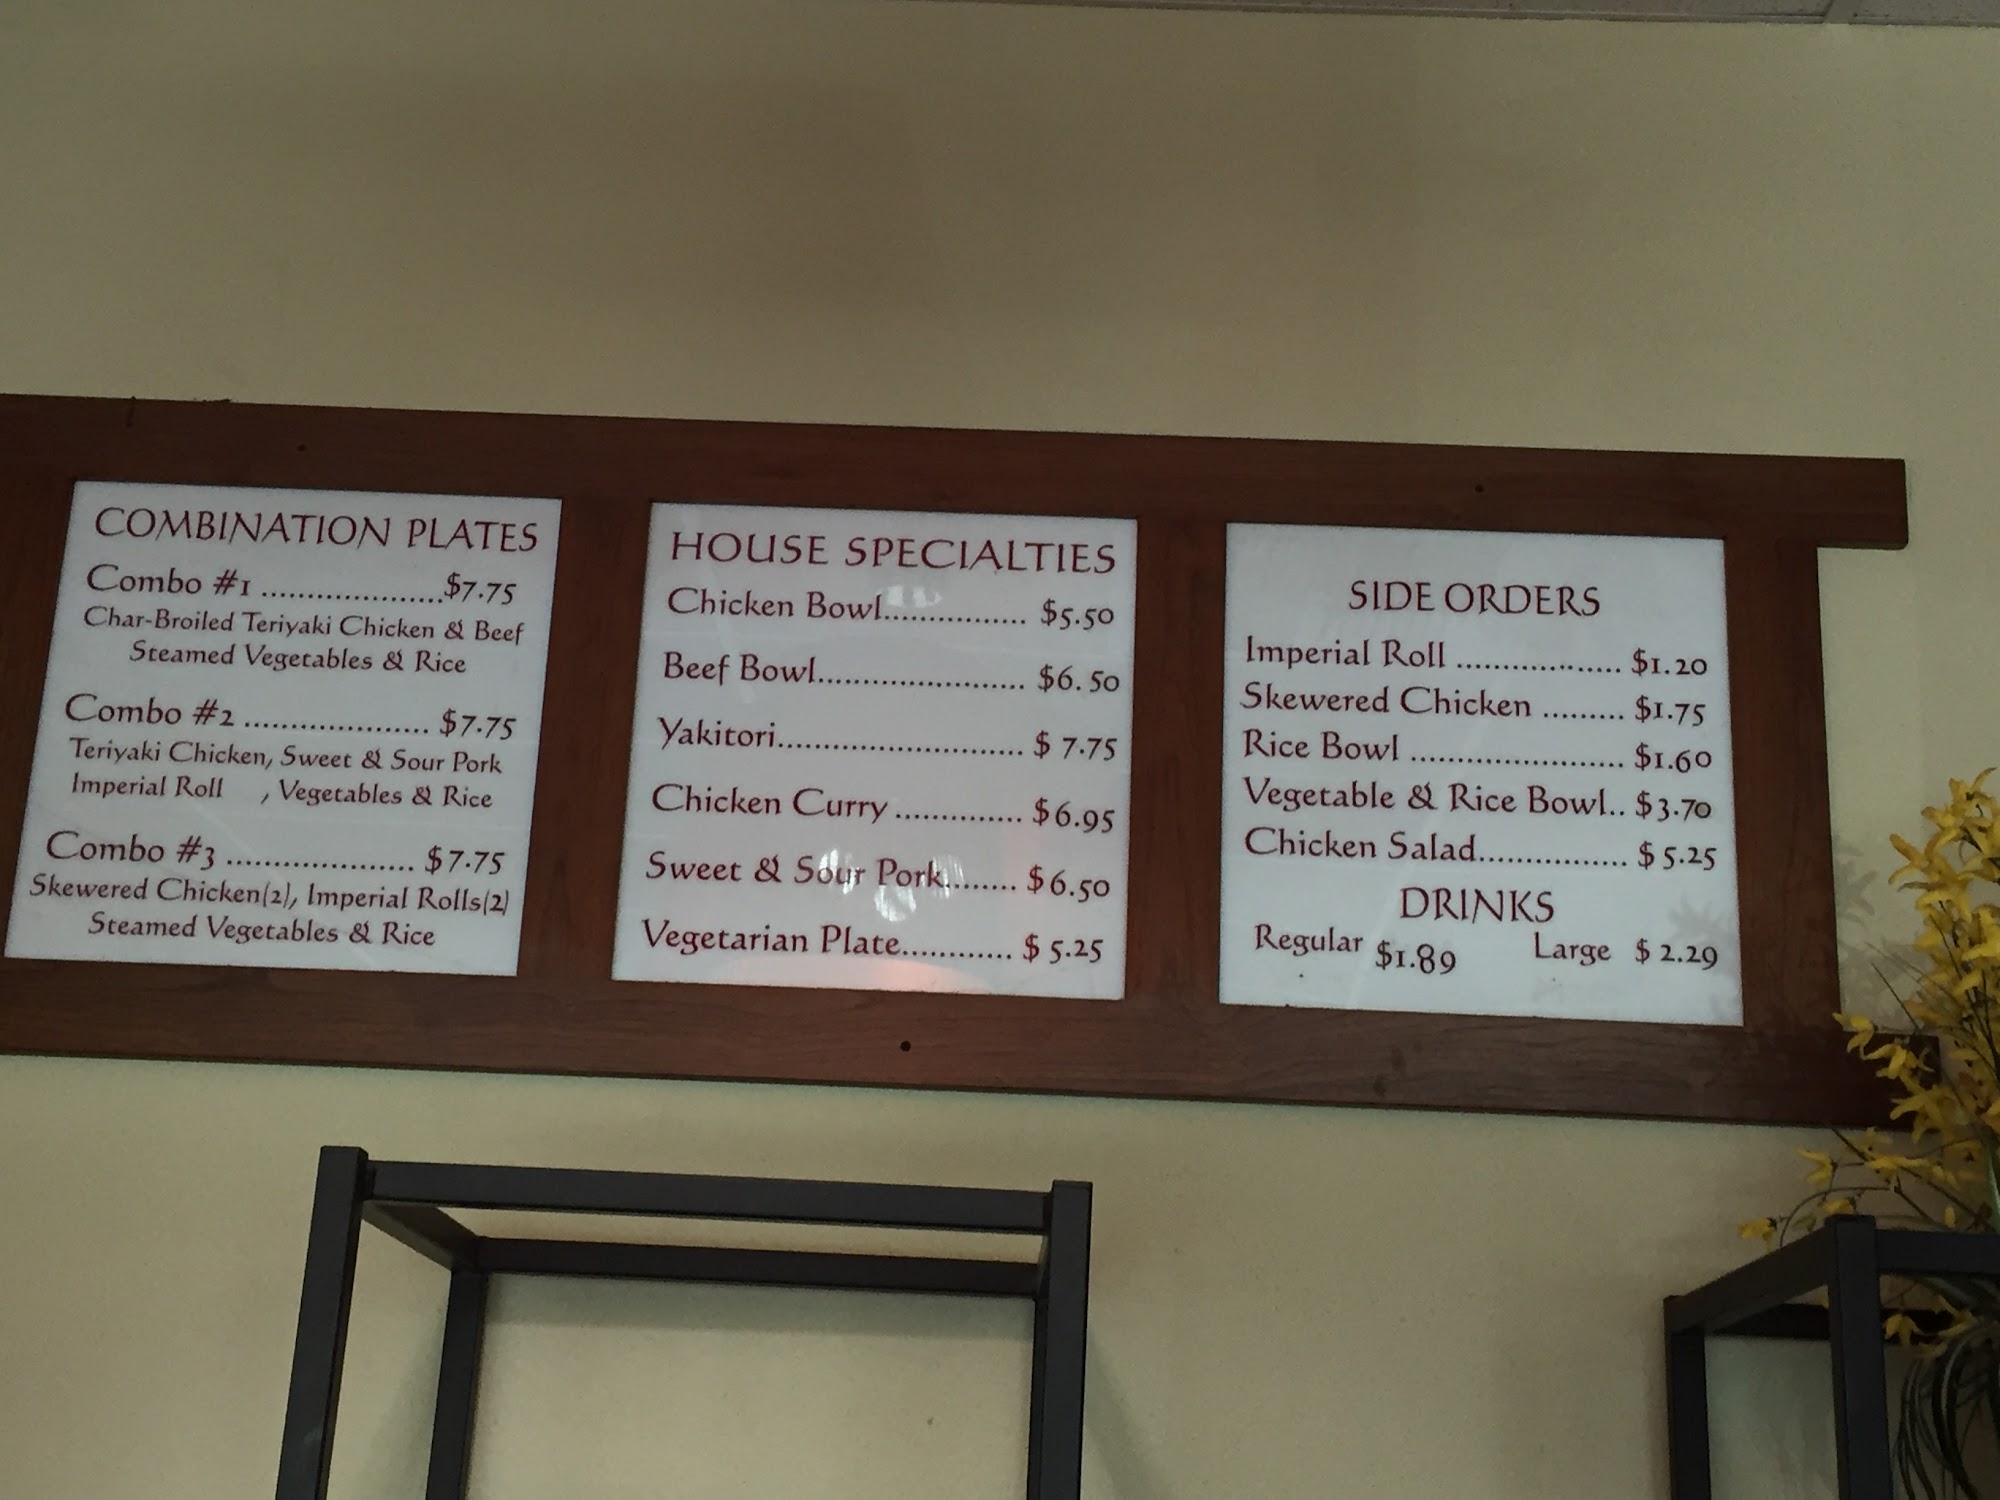 COMBINATION PLATES
Combo #1 ......................$7.75
Char-Broiled Teriyaki Chicken & Beef
Steamed Vegetables & Rice
Combo #2 .................... $7.75
Teriyaki Chicken, Sweet & Sour Pork
Imperial Roll , Vegetables & Rice
Combo #3 .................... $7.75
Skewered Chicken(2), Imperial Rolls(2)
Steamed Vegetables & Rice
HOUSE SPECIALTIES
Chicken Bowl................ $5.50
Beef Bowl........................ $6.50
Yakitori............................ $ 7.75
Chicken Curry .............. $6.95
Sweet & Sour Pork........ $6.50
Vegetarian Plate............ $ 5.25
SIDE ORDERS
Imperial Roll .................. $1.20
Skewered Chicken ......... $1.75
Rice Bowl ....................... $1.60
Vegetable & Rice Bowl.. $3.70
Chicken Salad................ $ 5.25
DRINKS
Regular $1.89 Large $ 2.29